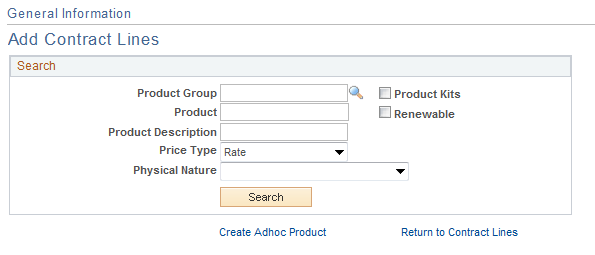 General Information
Add Contract Lines
Search
Product Group
Product Kits
Product
Renewable
Product Description
Price Type Rate
Physical Nature
Search
Create Adhoc Product
Return to Contract Lines